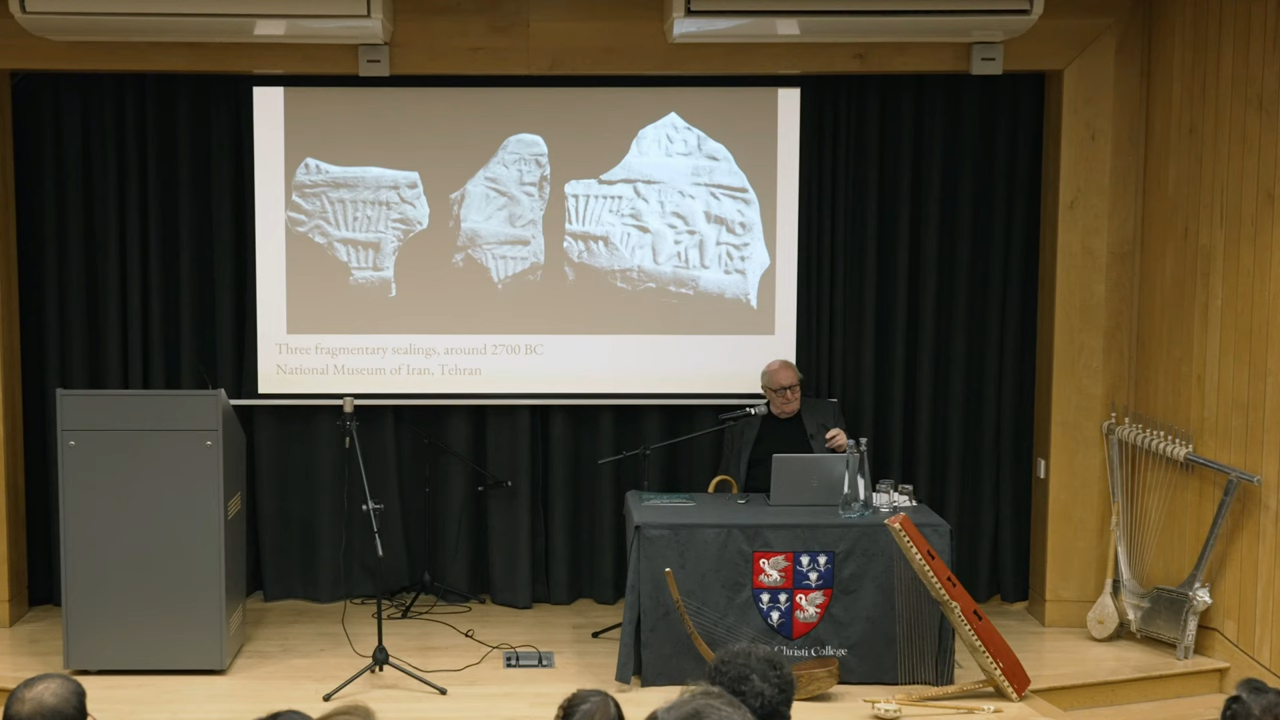 Three fragmentary sealings, around 2700 BC
National Museum of Iran, Tehran
Christi College